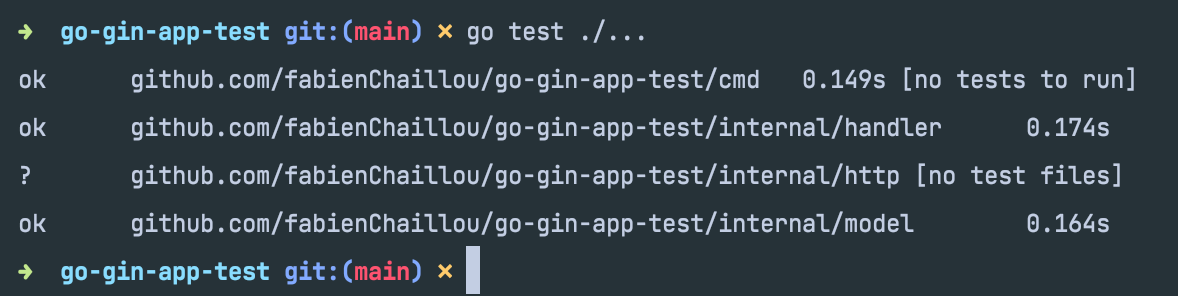 ➜ go-gin-app-test git:(main) ✗ go test ./...
ok github.com/fabienChaillou/go-gin-app-test/cmd 0.149s [no tests to run]
ok github.com/fabienChaillou/go-gin-app-test/internal/handler 0.174s
? github.com/fabienChaillou/go-gin-app-test/internal/http [no test files]
ok github.com/fabienChaillou/go-gin-app-test/internal/model 0.164s
➜ go-gin-app-test git:(main) ✗